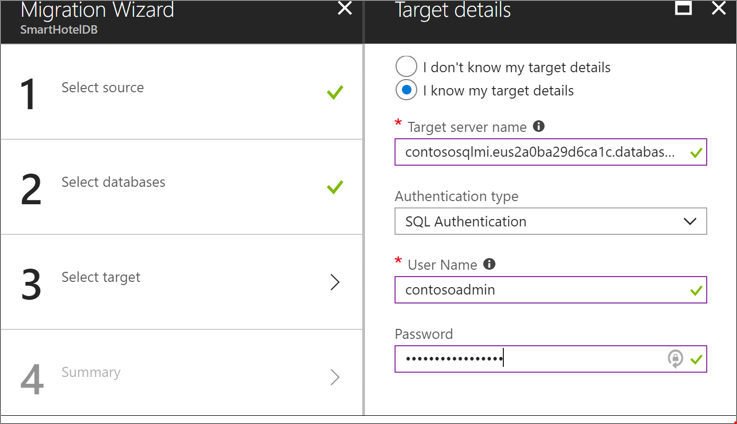 Migration Wizard
SmartHotelDB
1
Select source
2
Select databases
3
Select target
4
Summary
Target details
I don't know my target details
I know my target details
* Target server name
contososqlmi.eus2a0ba29d6ca1c.databas...
Authentication type
SQL Authentication
* User Name
contosoadmin
Password
•••••••••••••••••